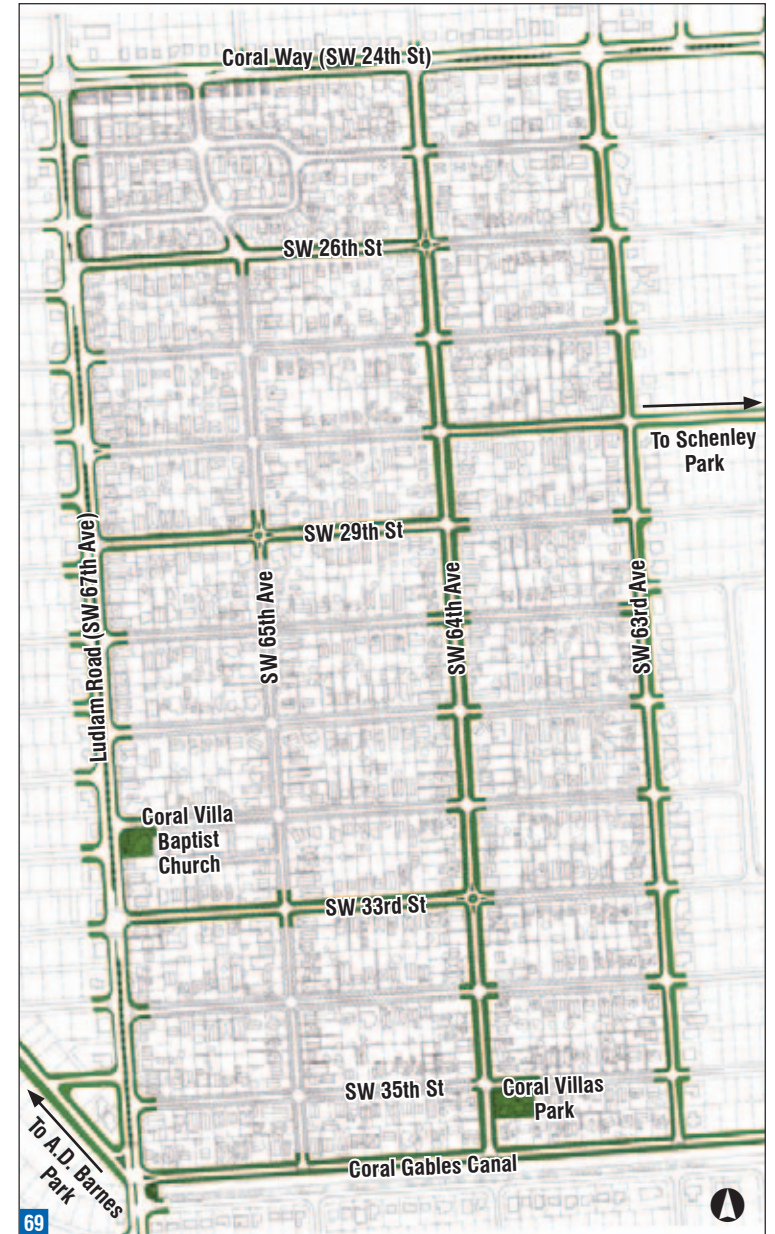 Coral Way (SW 24th St)
SW 26th St
To Schenley
Park
SW 29th St
Ludlam Road (SW 67th Ave)
SW 65th Ave
SW 64th Ave
SW 63rd Ave
Coral Villa
Baptist
Church
SW 33rd St
SW 35th St
Coral Villas
Park
To A.D. Barnes
Park
Coral Gables Canal
69